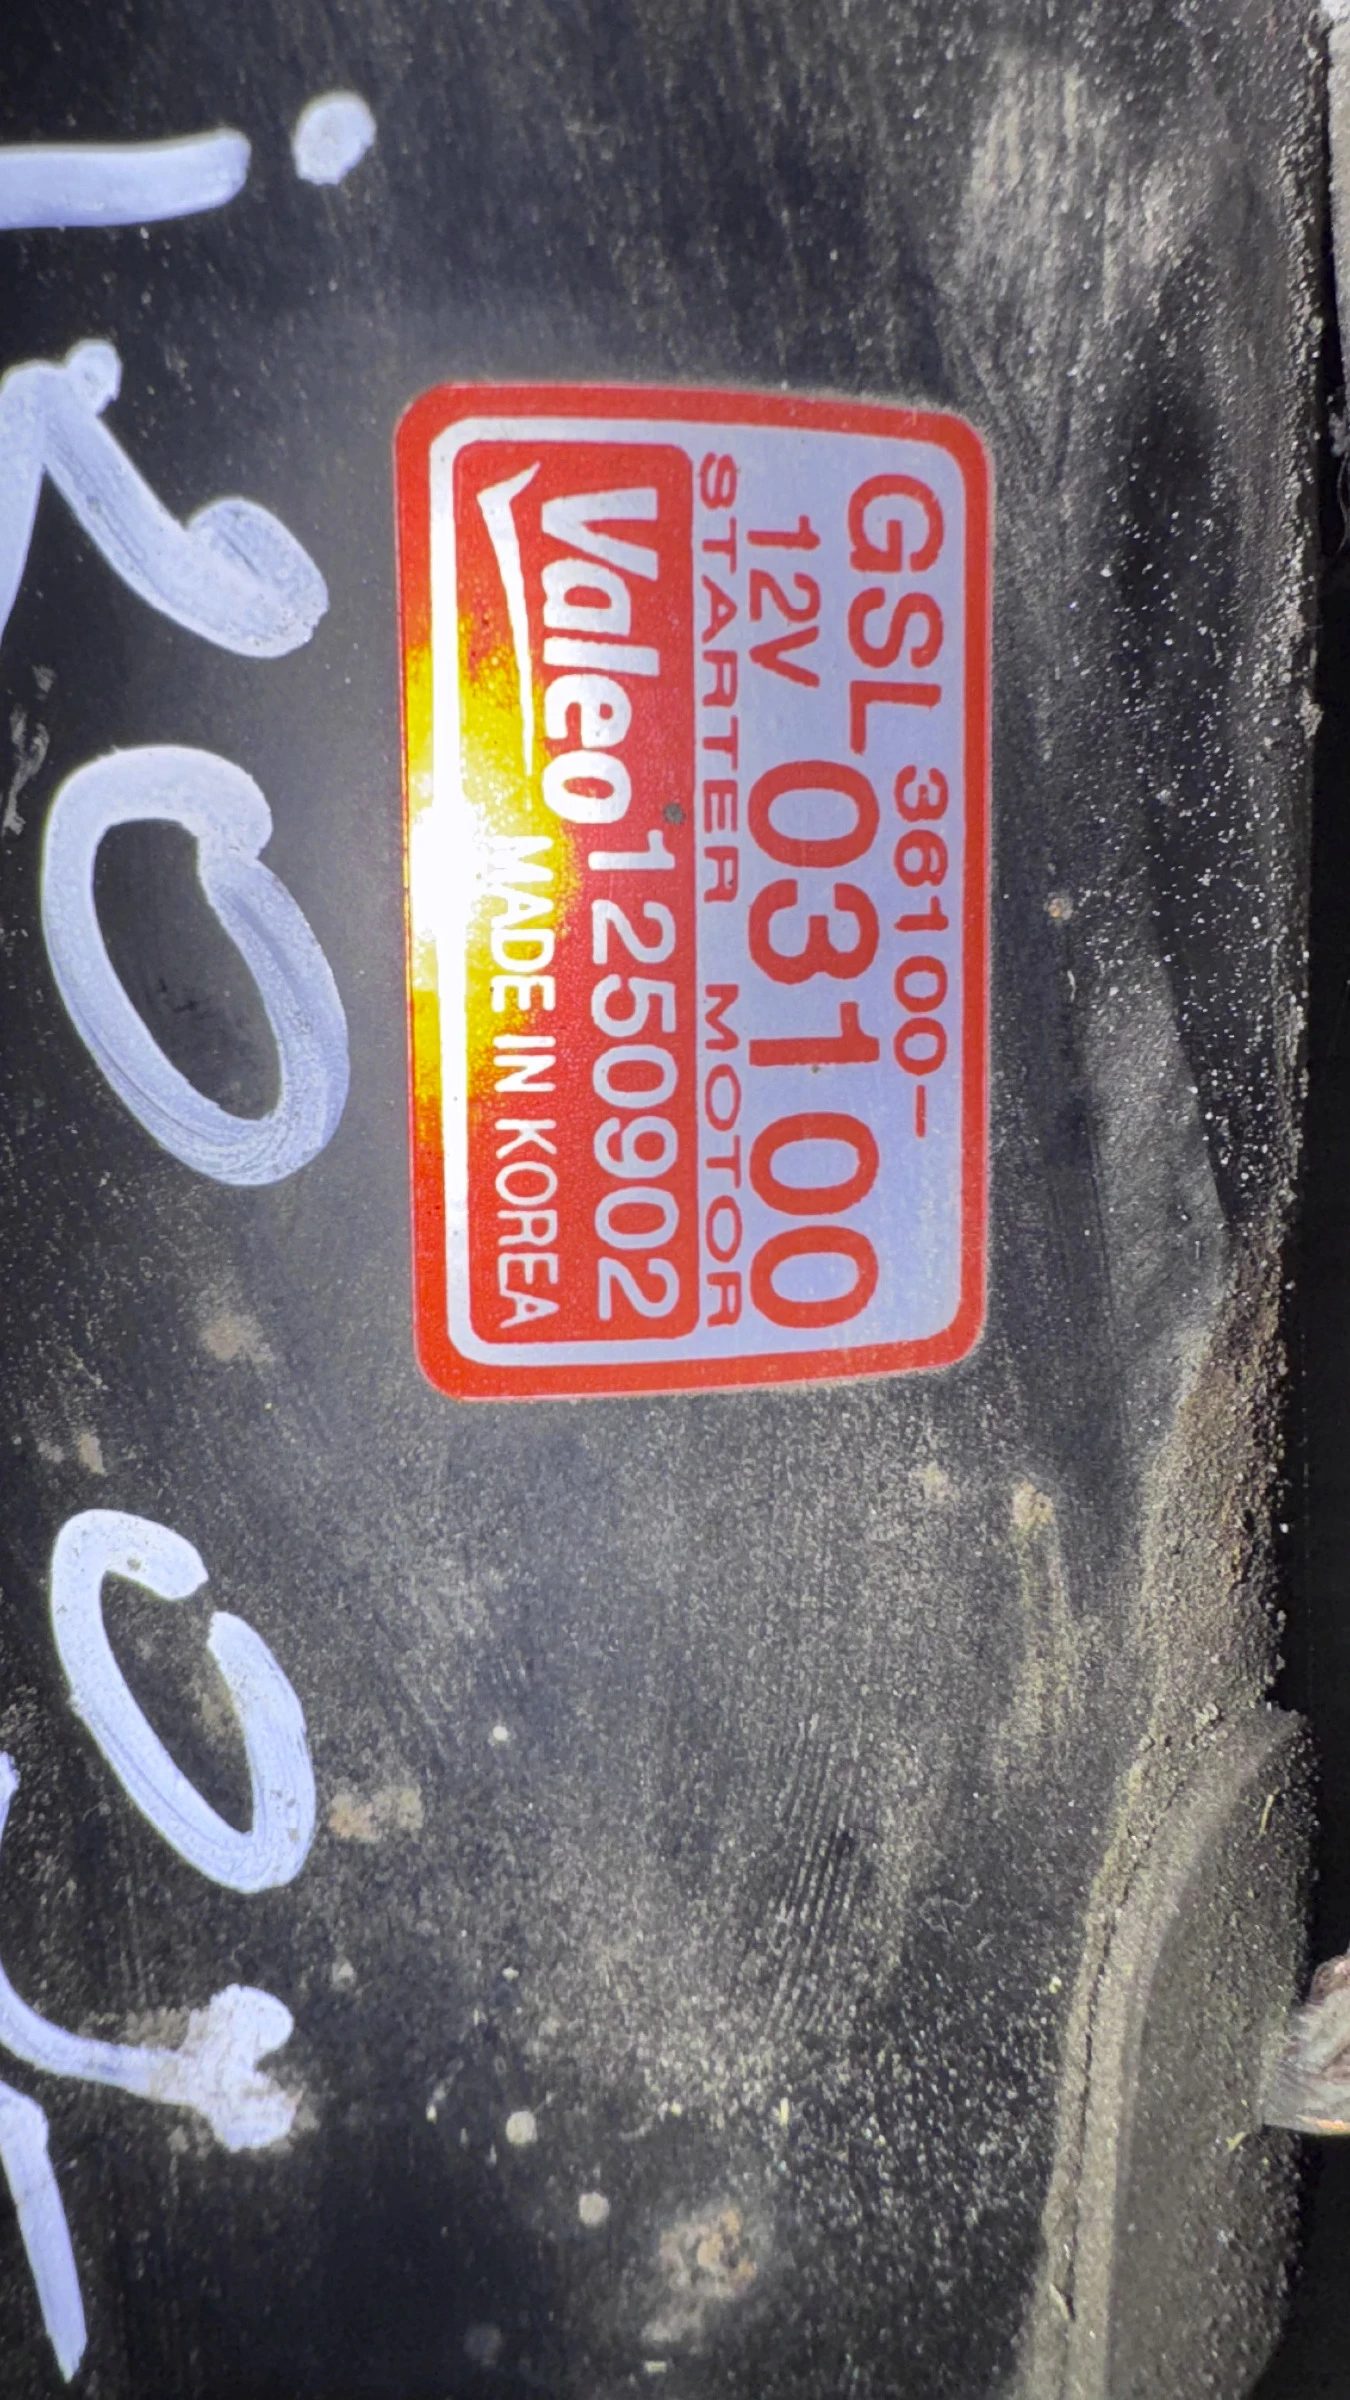 GSL 36100-
12V 03100
STARTER MOTOR
Valeo 1250902
MADE IN KOREA